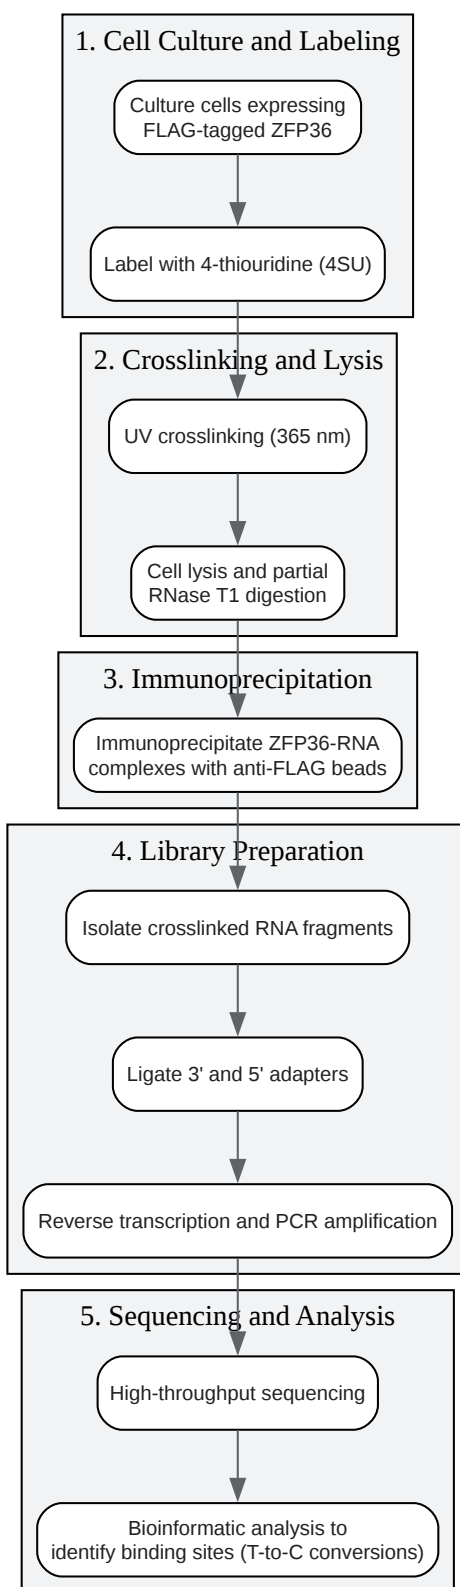 1. Cell Culture and Labeling
Culture cells expressing
FLAG-tagged ZFP36
Label with 4-thiouridine (4SU)
2. Crosslinking and Lysis
UV crosslinking (365 nm)
Cell lysis and partial
RNase T1 digestion
3. Immunoprecipitation
Immunoprecipitate ZFP36-RNA
complexes with anti-FLAG beads
4. Library Preparation
Isolate crosslinked RNA fragments
Ligate 3' and 5' adapters
Reverse transcription and PCR amplification
5. Sequencing and Analysis
High-throughput sequencing
Bioinformatic analysis to
identify binding sites (T-to-C conversions)